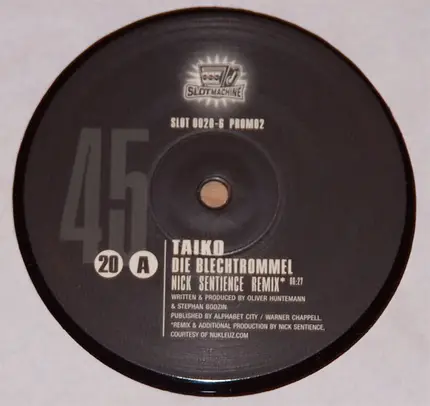 SLOTMACHINE
SLOT 0020-6 PROMO2
45
20 A
TAIKO
DIE BLECHTROMMEL
NICK SENTIENCE REMIX* 06:27
WRITTEN & PRODUCED BY OLIVER HUNTEMANN
& STEPHAN BODZIN.
PUBLISHED BY ALPHABET CITY / WARNER CHAPPELL.
*REMIX & ADDITIONAL PRODUCTION BY NICK SENTIENCE,
COURTESY OF NUKLEUZ.COM